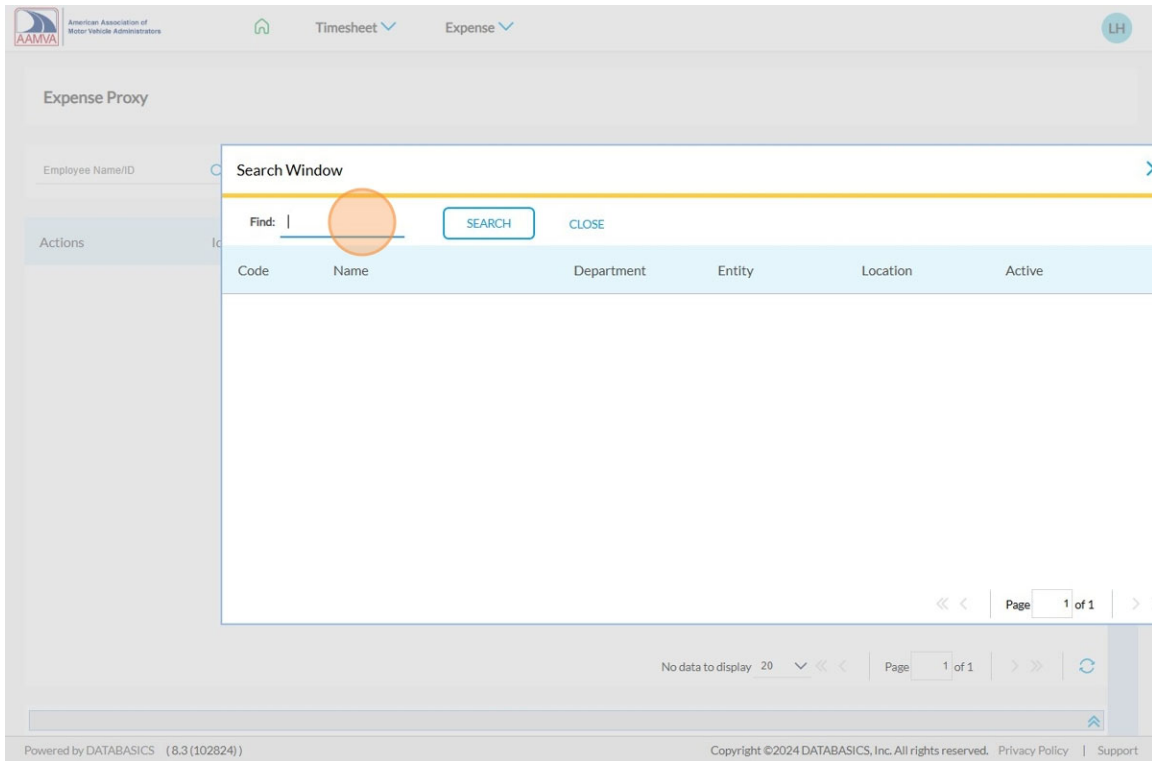 American Association of
Motor Vehicle Administrators
AAMVA
Timesheet
Expense
LH
Expense Proxy
Employee Name/ID
Search Window
Find:
SEARCH
CLOSE
Actions
Code Name Department Entity Location Active
Page 1 of 1
No data to display 20 Page 1 of 1
Powered by DATABASICS (8.3 (102824)) Copyright ©2024 DATABASICS, Inc. All rights reserved. Privacy Policy | Support